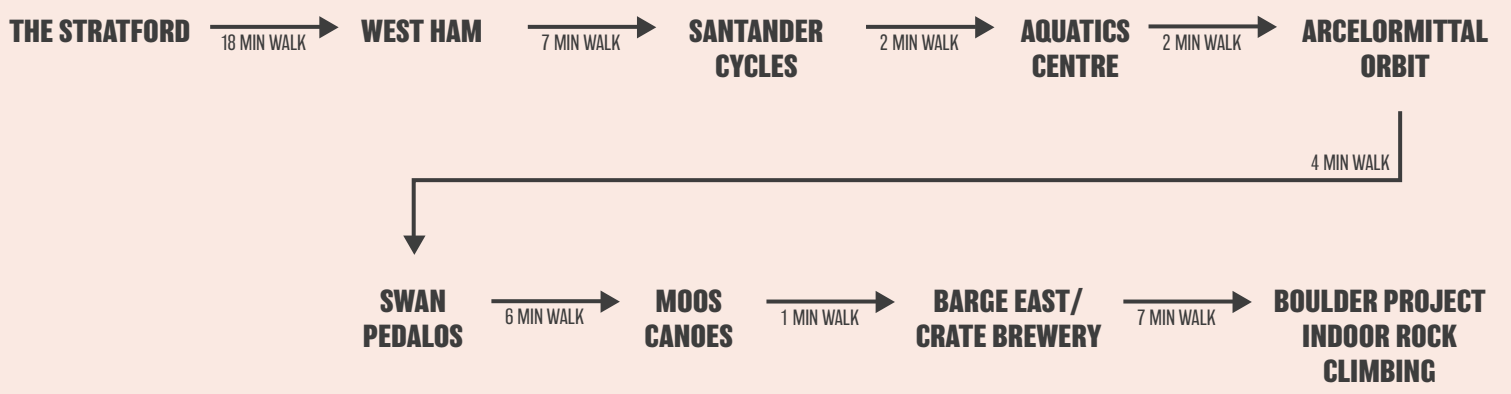 THE STRATFORD
18 MIN WALK
WEST HAM
7 MIN WALK
SANTANDER
CYCLES
2 MIN WALK
AQUATICS
CENTRE
2 MIN WALK
ARCELORMITTAL
ORBIT
4 MIN WALK
SWAN
PEDALOS
6 MIN WALK
MOOS
CANOES
1 MIN WALK
BARGE EAST/
CRATE BREWERY
7 MIN WALK
BOULDER PROJECT
INDOOR ROCK
CLIMBING